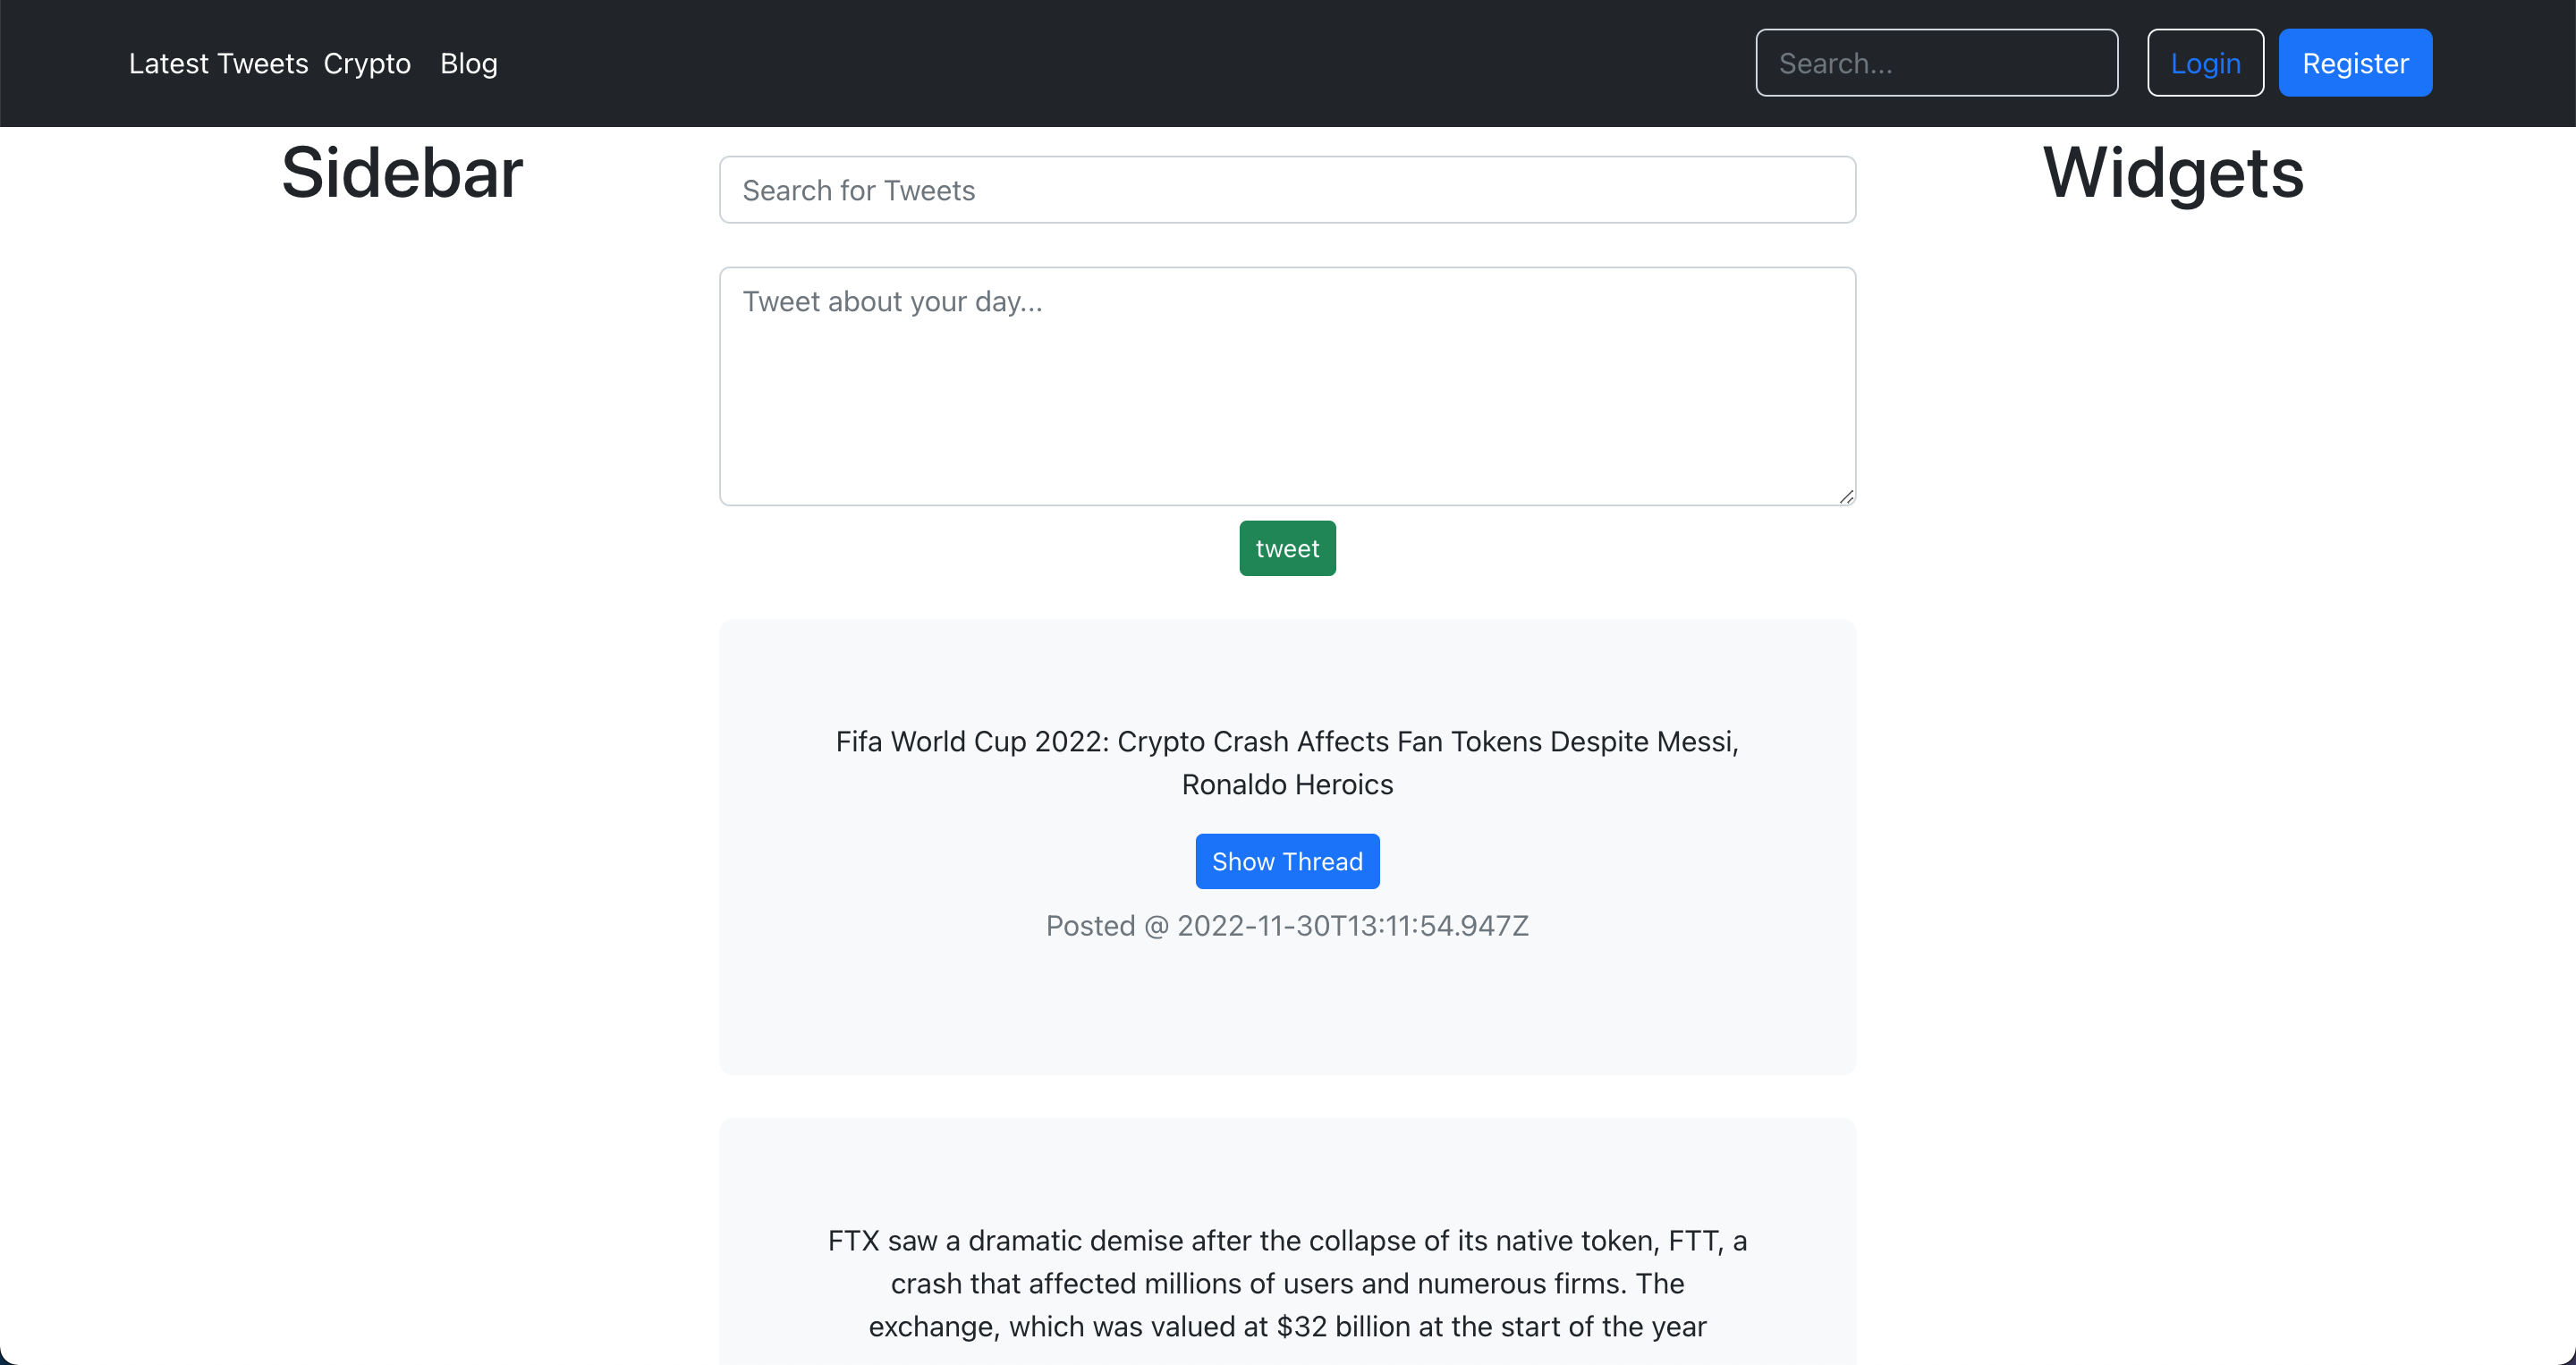 Latest Tweets Crypto Blog Search... Login Register
Sidebar
Search for Tweets
Widgets
Tweet about your day...
tweet
Fifa World Cup 2022: Crypto Crash Affects Fan Tokens Despite Messi,
Ronaldo Heroics
Show Thread
Posted @ 2022-11-30T13:11:54.947Z
FTX saw a dramatic demise after the collapse of its native token, FTT, a
crash that affected millions of users and numerous firms. The
exchange, which was valued at $32 billion at the start of the year